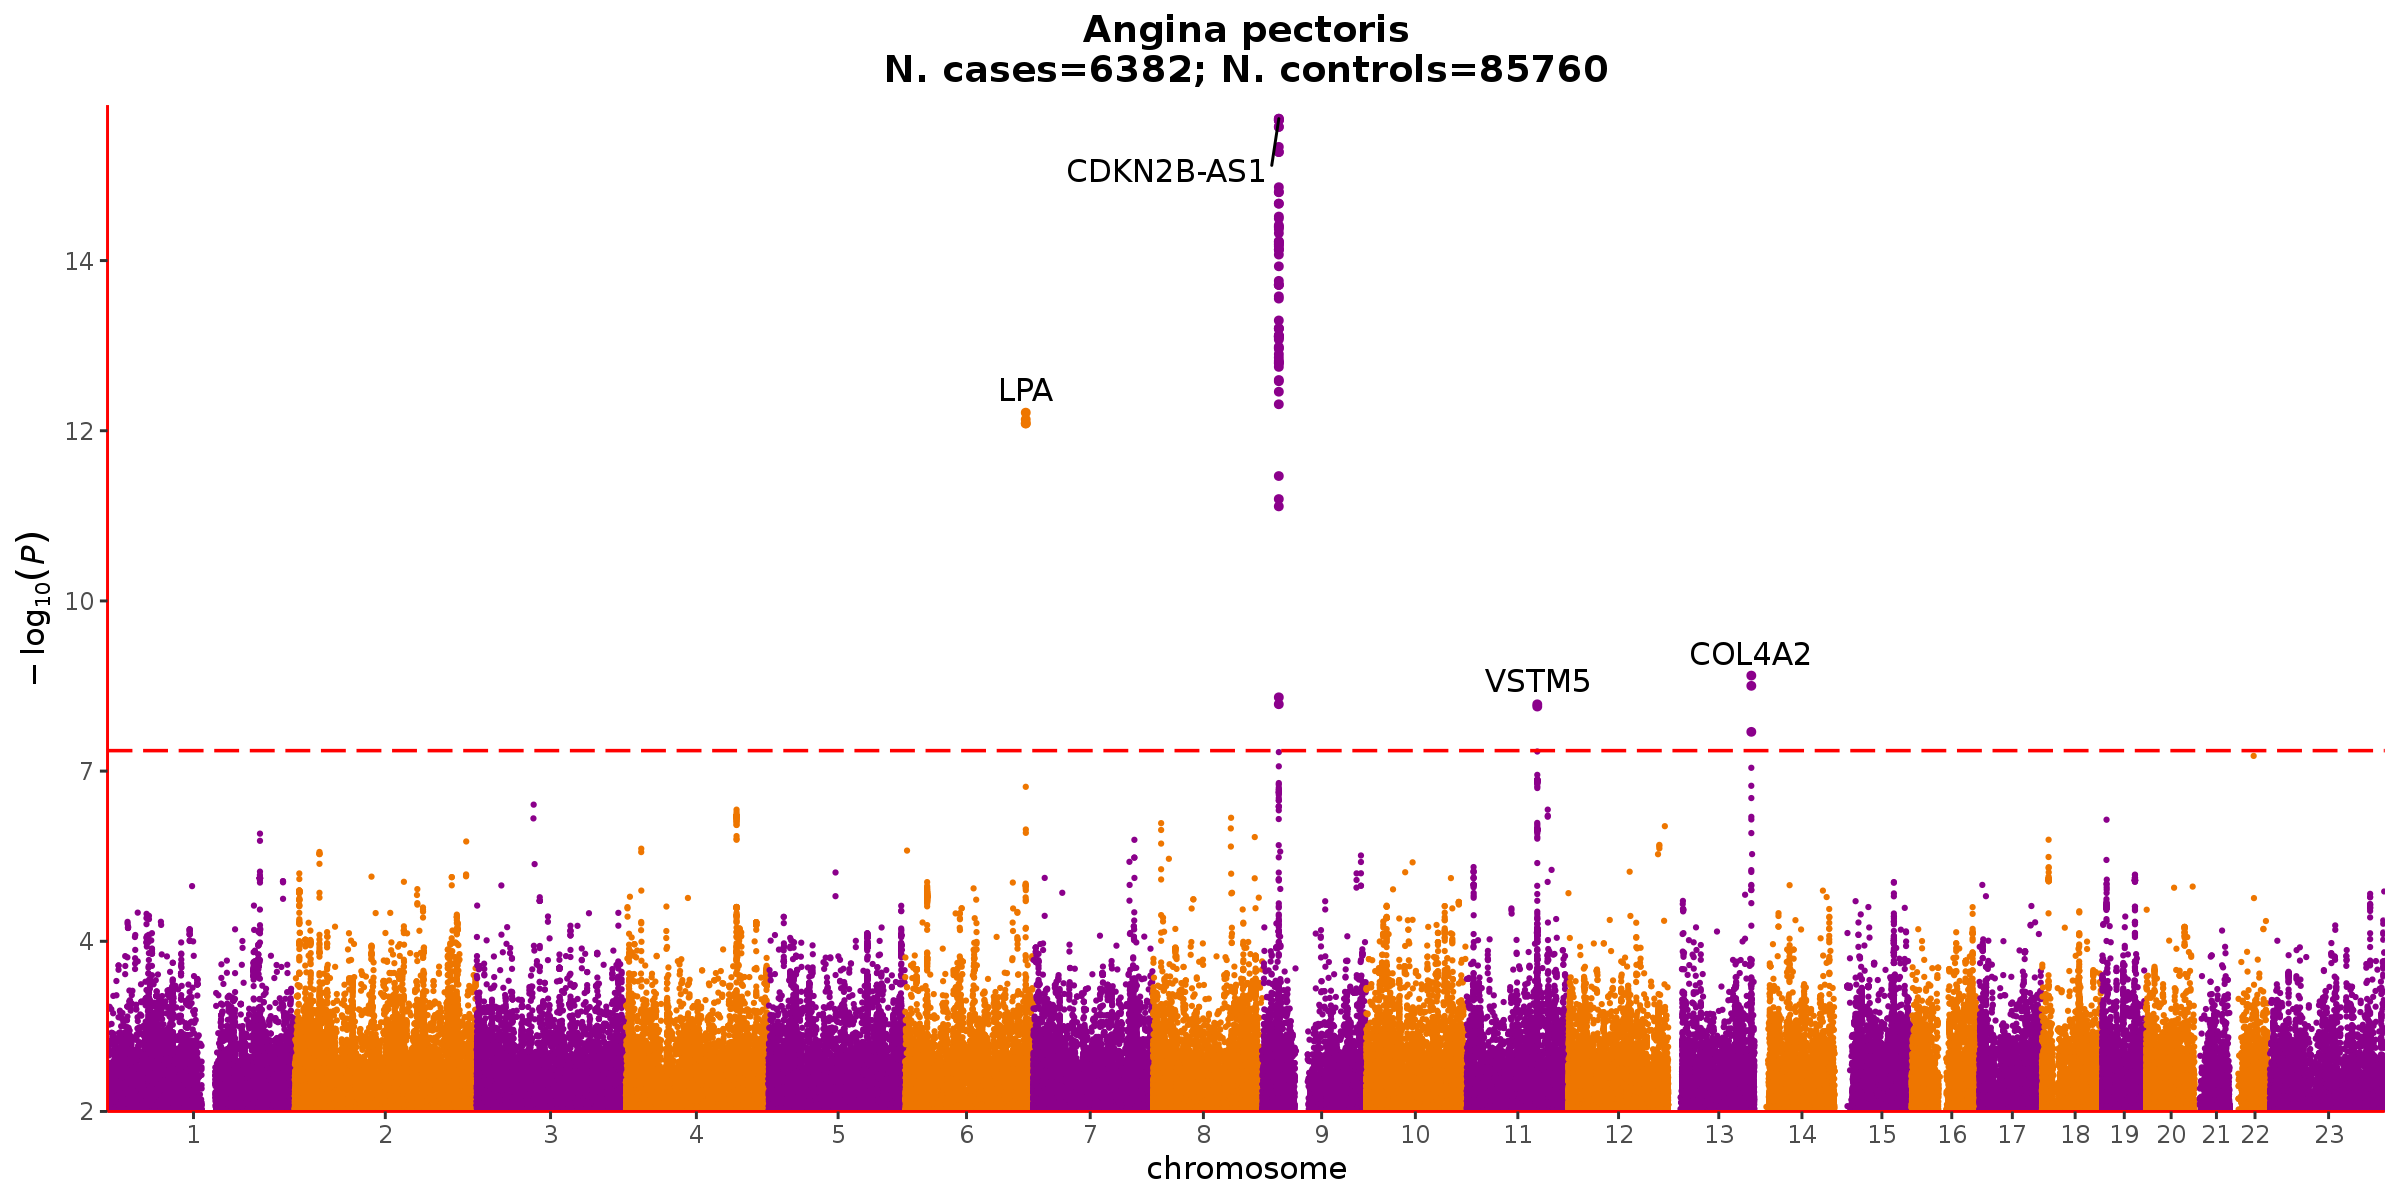 Angina pectoris
N. cases=6382; N. controls=85760
CDKN2B-AS1
LPA
COL4A2
VSTM5
14
12
10
7
4
2
−log₁₀(P)
1 2 3 4 5 6 7 8 9 10 11 12 13 14 15 16 17 18 19 20 21 22 23
chromosome